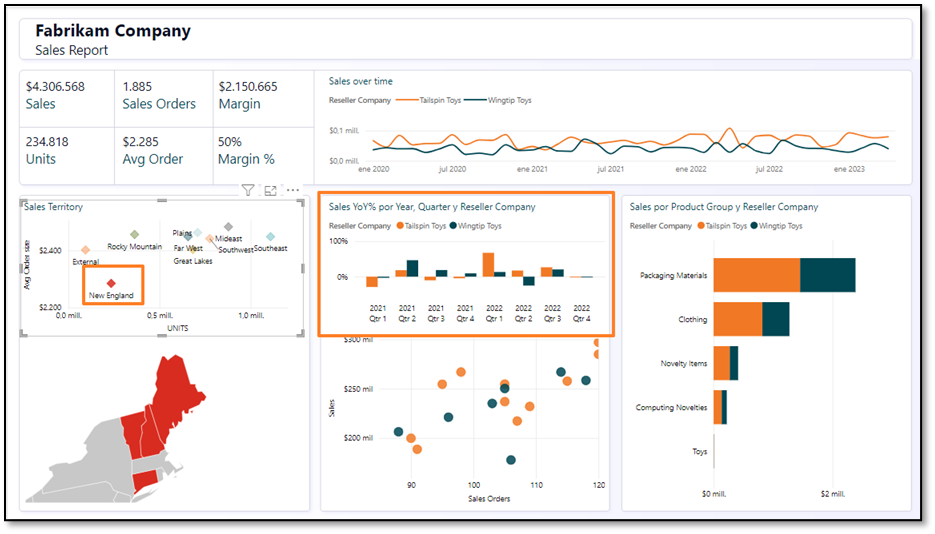 Fabrikam Company
Sales Report
$4.306.568
Sales
1.885
Sales Orders
$2.150.665
Margin
234.818
Units
$2.285
Avg Order
50%
Margin %
Sales over time
Reseller Company Tailspin Toys Wingtip Toys
$0,1 mill.
$0,0 mill.
ene 2020 jul 2020 ene 2021 jul 2021 ene 2022 jul 2022 ene 2023
Sales Territory
Avg Order size
$2.400
$2.200
External
Rocky Mountain
Plains
Far West
Great Lakes
Mideast
Southwest
Southeast
New England
0,0 mill. 0,5 mill. 1,0 mill.
UNITS
Sales YoY% por Year, Quarter y Reseller Company
Reseller Company Tailspin Toys Wingtip Toys
100%
0%
2021 2021 2021 2021 2022 2022 2022 2022
Qtr 1 Qtr 2 Qtr 3 Qtr 4 Qtr 1 Qtr 2 Qtr 3 Qtr 4
$300 mil
$250 mil
$200 mil
Sales
90 100 110 120
Sales Orders
Sales por Product Group y Reseller Company
Reseller Company Tailspin Toys Wingtip Toys
Packaging Materials
Clothing
Novelty Items
Computing Novelties
Toys
$0 mill. $2 mill.